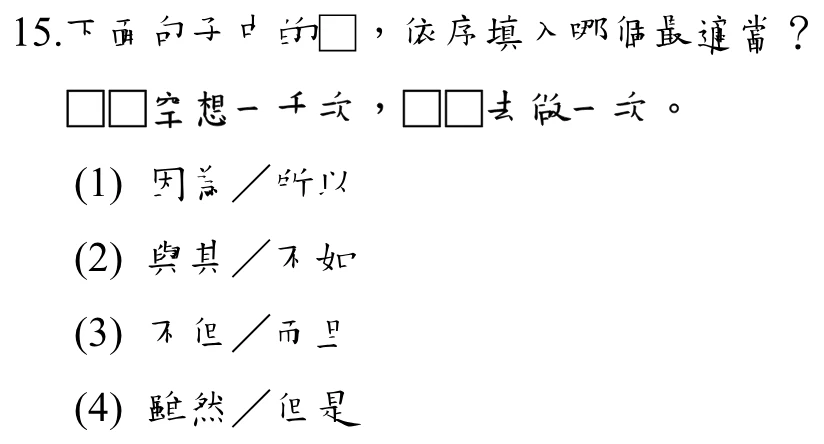 15.下面句子中的□，依序填入哪個最適當？
□□空想一千次，□□去做一次。
(1) 因為／所以
(2) 與其／不如
(3) 不但／而且
(4) 雖然／但是